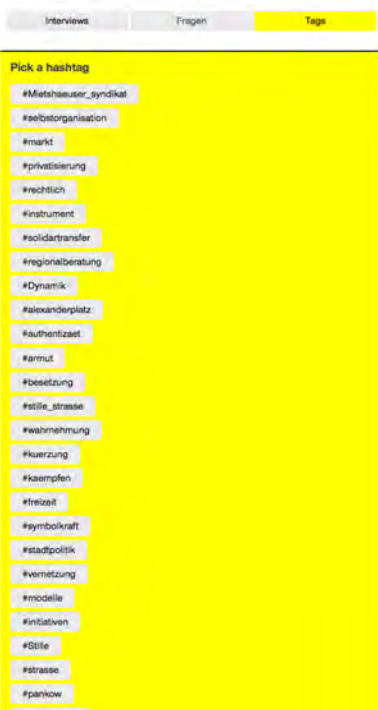 Interviews Fragen Tags
Pick a hashtag
#Mietshaeuser_syndikat
#selbstorganisation
#markt
#privatisierung
#rechtlich
#instrument
#solidartransfer
#regionalberatung
#Dynamik
#alexanderplatz
#authentizaet
#armut
#besetzung
#stille_strasse
#wahrnehmung
#kuerzung
#kaempfen
#freizeit
#symbolkraft
#stadtpolitik
#vernetzung
#modelle
#initiativen
#Stille
#strasse
#pankow